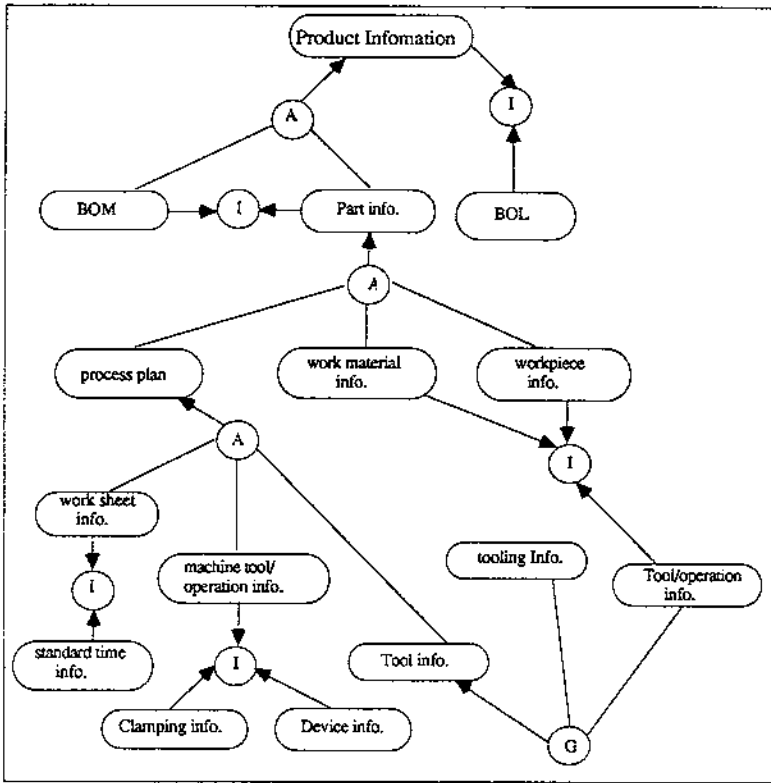 Product Infomation
I
A
BOM
I
Part info.
BOL
A
process plan
work material
info.
workpiece
info.
A
I
work sheet
info.
machine tool/
operation info.
tooling Info.
Tool/operation
info.
I
standard time
info.
I
Tool info.
Clamping info.
Device info.
G